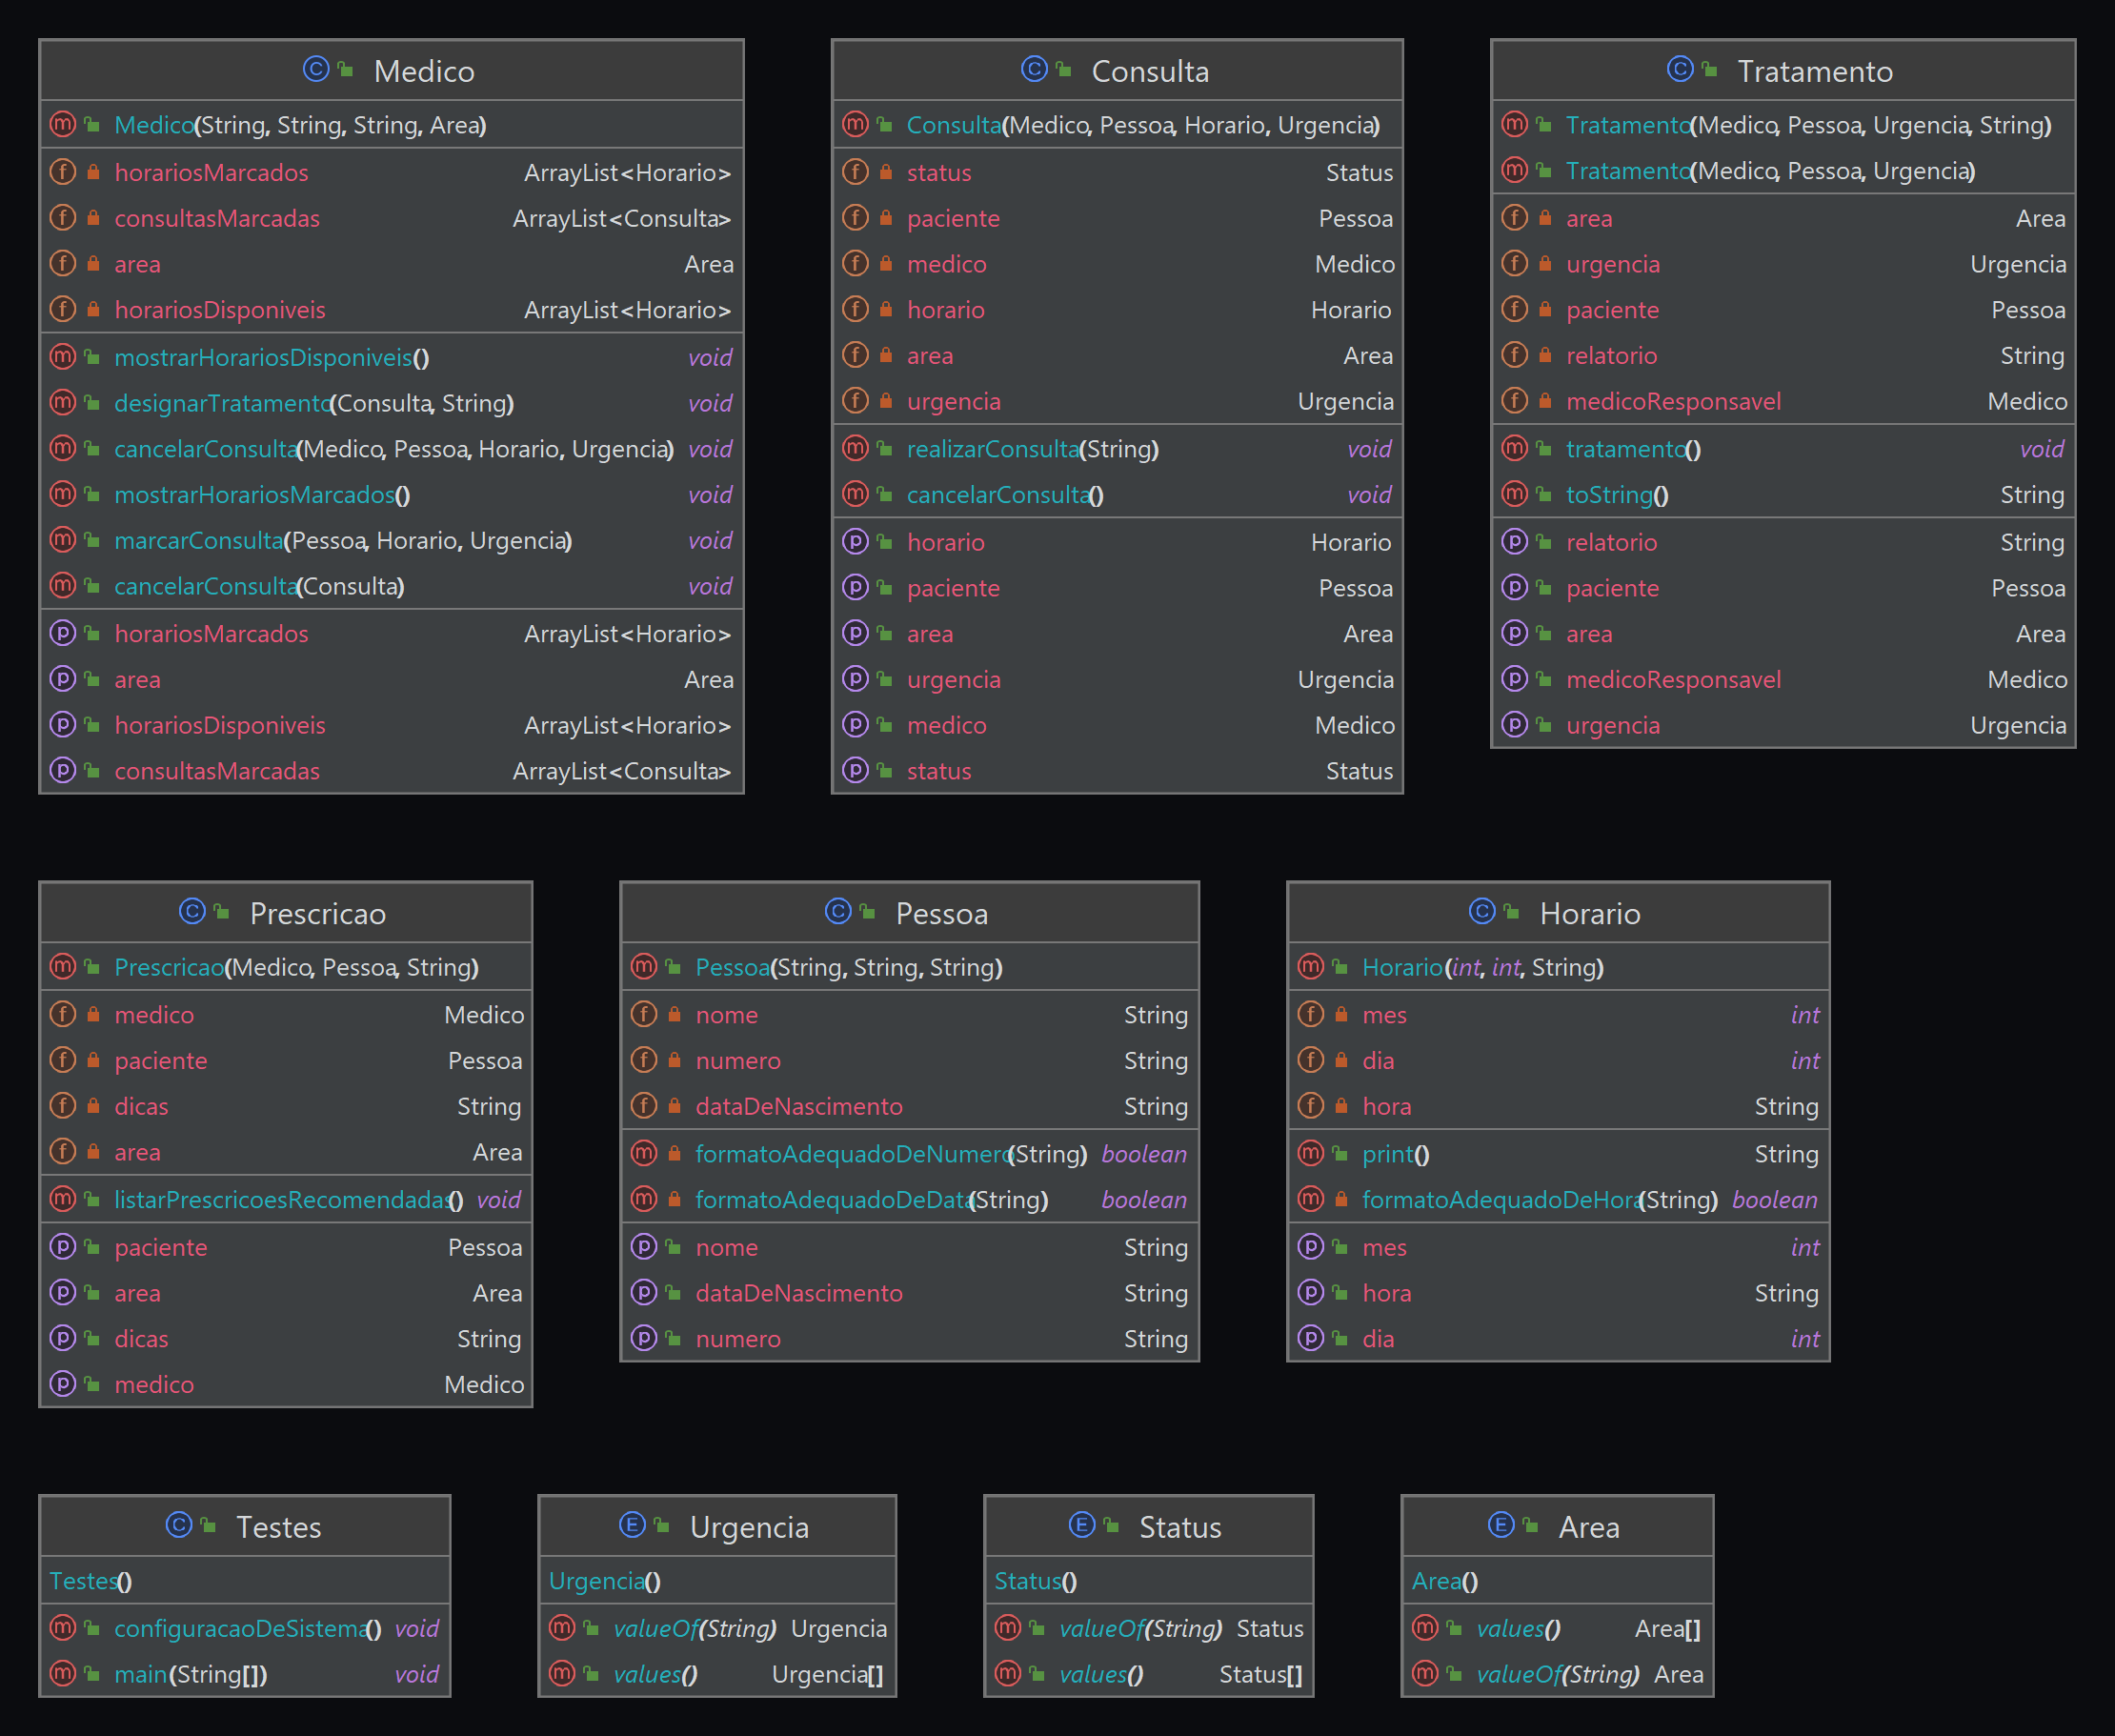 Medico
Medico(String, String, String, Area)
horariosMarcados ArrayList<Horario>
consultasMarcadas ArrayList<Consulta>
area Area
horariosDisponiveis ArrayList<Horario>
mostrarHorariosDisponiveis() void
designarTratamento(Consulta, String) void
cancelarConsulta(Medico, Pessoa, Horario, Urgencia) void
mostrarHorariosMarcados() void
marcarConsulta(Pessoa, Horario, Urgencia) void
cancelarConsulta(Consulta) void
horariosMarcados ArrayList<Horario>
area Area
horariosDisponiveis ArrayList<Horario>
consultasMarcadas ArrayList<Consulta>
Consulta
Consulta(Medico, Pessoa, Horario, Urgencia)
status Status
paciente Pessoa
medico Medico
horario Horario
area Area
urgencia Urgencia
realizarConsulta(String) void
cancelarConsulta() void
horario Horario
paciente Pessoa
area Area
urgencia Urgencia
medico Medico
status Status
Tratamento
Tratamento(Medico, Pessoa, Urgencia, String)
Tratamento(Medico, Pessoa, Urgencia)
area Area
urgencia Urgencia
paciente Pessoa
relatorio String
medicoResponsavel Medico
tratamento() void
toString() String
relatorio String
paciente Pessoa
area Area
medicoResponsavel Medico
urgencia Urgencia
Prescricao
Prescricao(Medico, Pessoa, String)
medico Medico
paciente Pessoa
dicas String
area Area
listarPrescricoesRecomendadas() void
paciente Pessoa
area Area
dicas String
medico Medico
Pessoa
Pessoa(String, String, String)
nome String
numero String
dataDeNascimento String
formatoAdequadoDeNumero(String) boolean
formatoAdequadoDeData(String) boolean
nome String
dataDeNascimento String
numero String
Horario
Horario(int, int, String)
mes int
dia int
hora String
print() String
formatoAdequadoDeHora(String) boolean
mes int
hora String
dia int
Testes
Testes()
configuracaoDeSistema() void
main(String[]) void
Urgencia
Urgencia()
valueOf(String) Urgencia
values() Urgencia[]
Status
Status()
valueOf(String) Status
values() Status[]
Area
Area()
values() Area[]
valueOf(String) Area